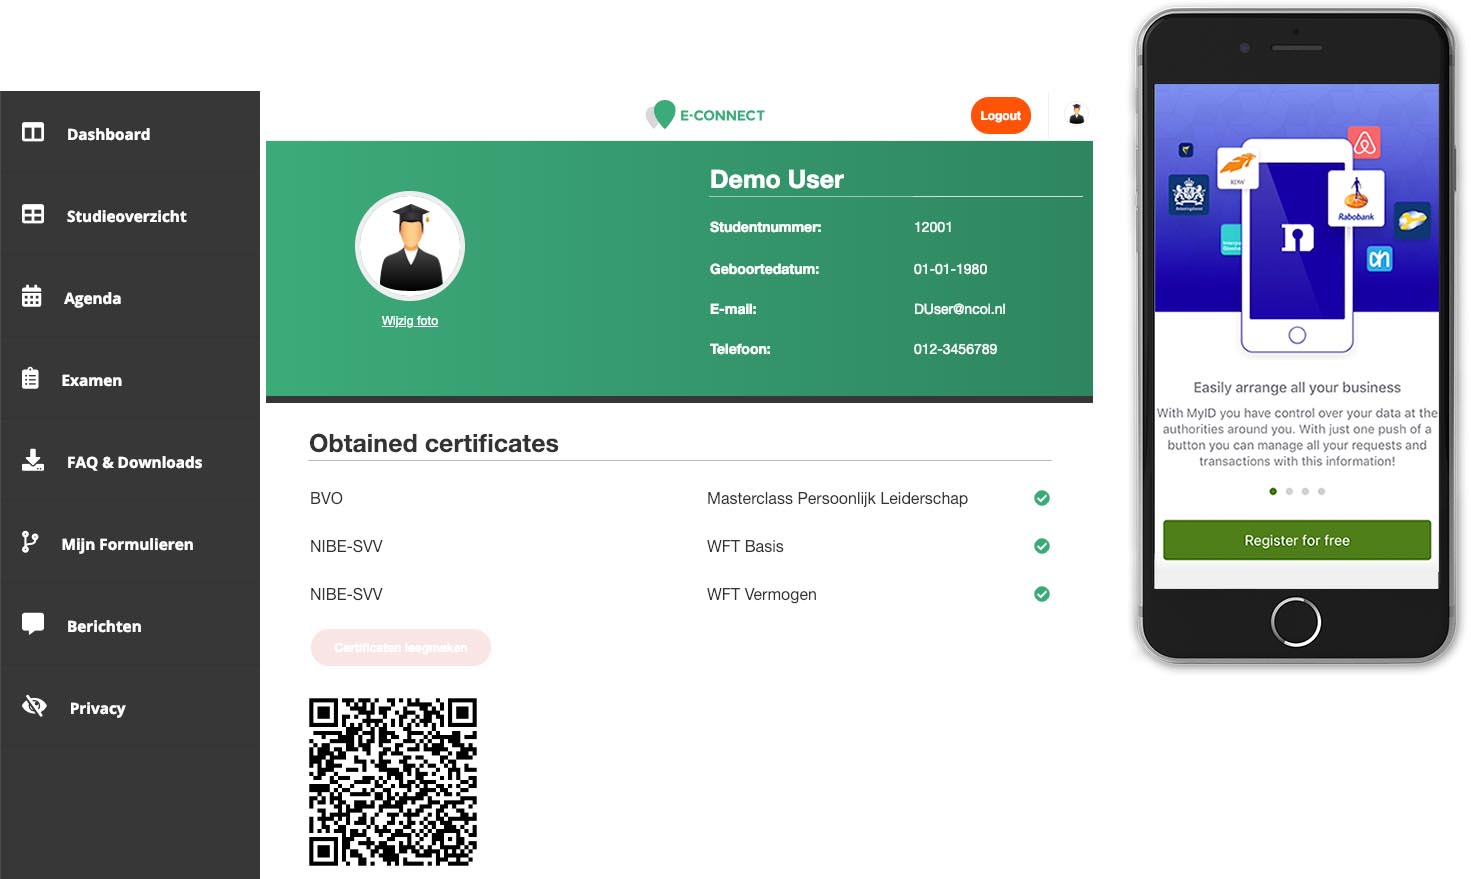 Dashboard
Studieoverzicht
Agenda
Examen
FAQ & Downloads
Mijn Formulieren
Berichten
Privacy
E-CONNECT
Logout
Wijzig foto
Demo User
Studentnummer: 12001
Geboortedatum: 01-01-1980
E-mail: DUser@ncoi.nl
Telefoon: 012-3456789
Obtained certificates
BVO Masterclass Persoonlijk Leiderschap
NIBE-SVV WFT Basis
NIBE-SVV WFT Vermogen
Certificaten leegmaken
RDW
Rabobank
Easily arrange all your business
With MyID you have control over your data at the
authorities around you. With just one push of a
button you can manage all your requests and
transactions with this information!
Register for free